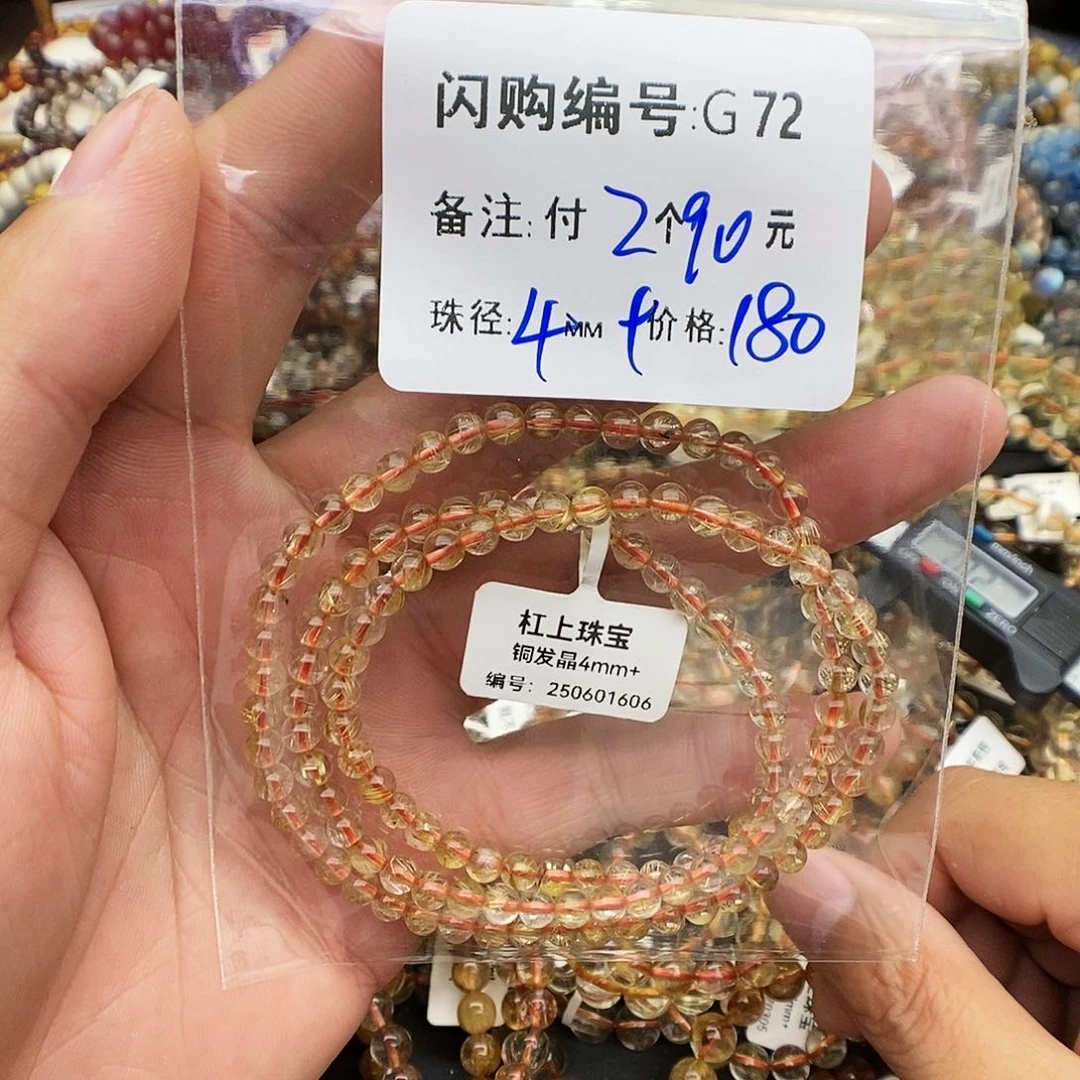 闪购编号:G 72
备注:付 2个90元
珠径:4MM+价格:180
杠上珠宝
铜发晶4mm+
编号：250601606
ZERO